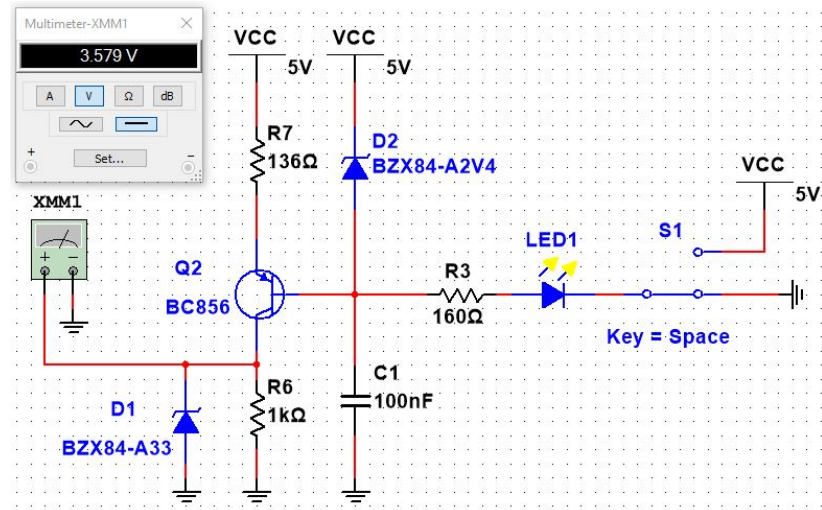 Multimeter-XMM1
3.579 V
A V Ω dB
+ Set... -
XMM1
+ -
VCC
5V
VCC
5V
R7
136Ω
D2
BZX84-A2V4
VCC
5V
S1
LED1
Q2
BC856
R3
160Ω
Key = Space
D1
BZX84-A33
R6
1kΩ
C1
100nF